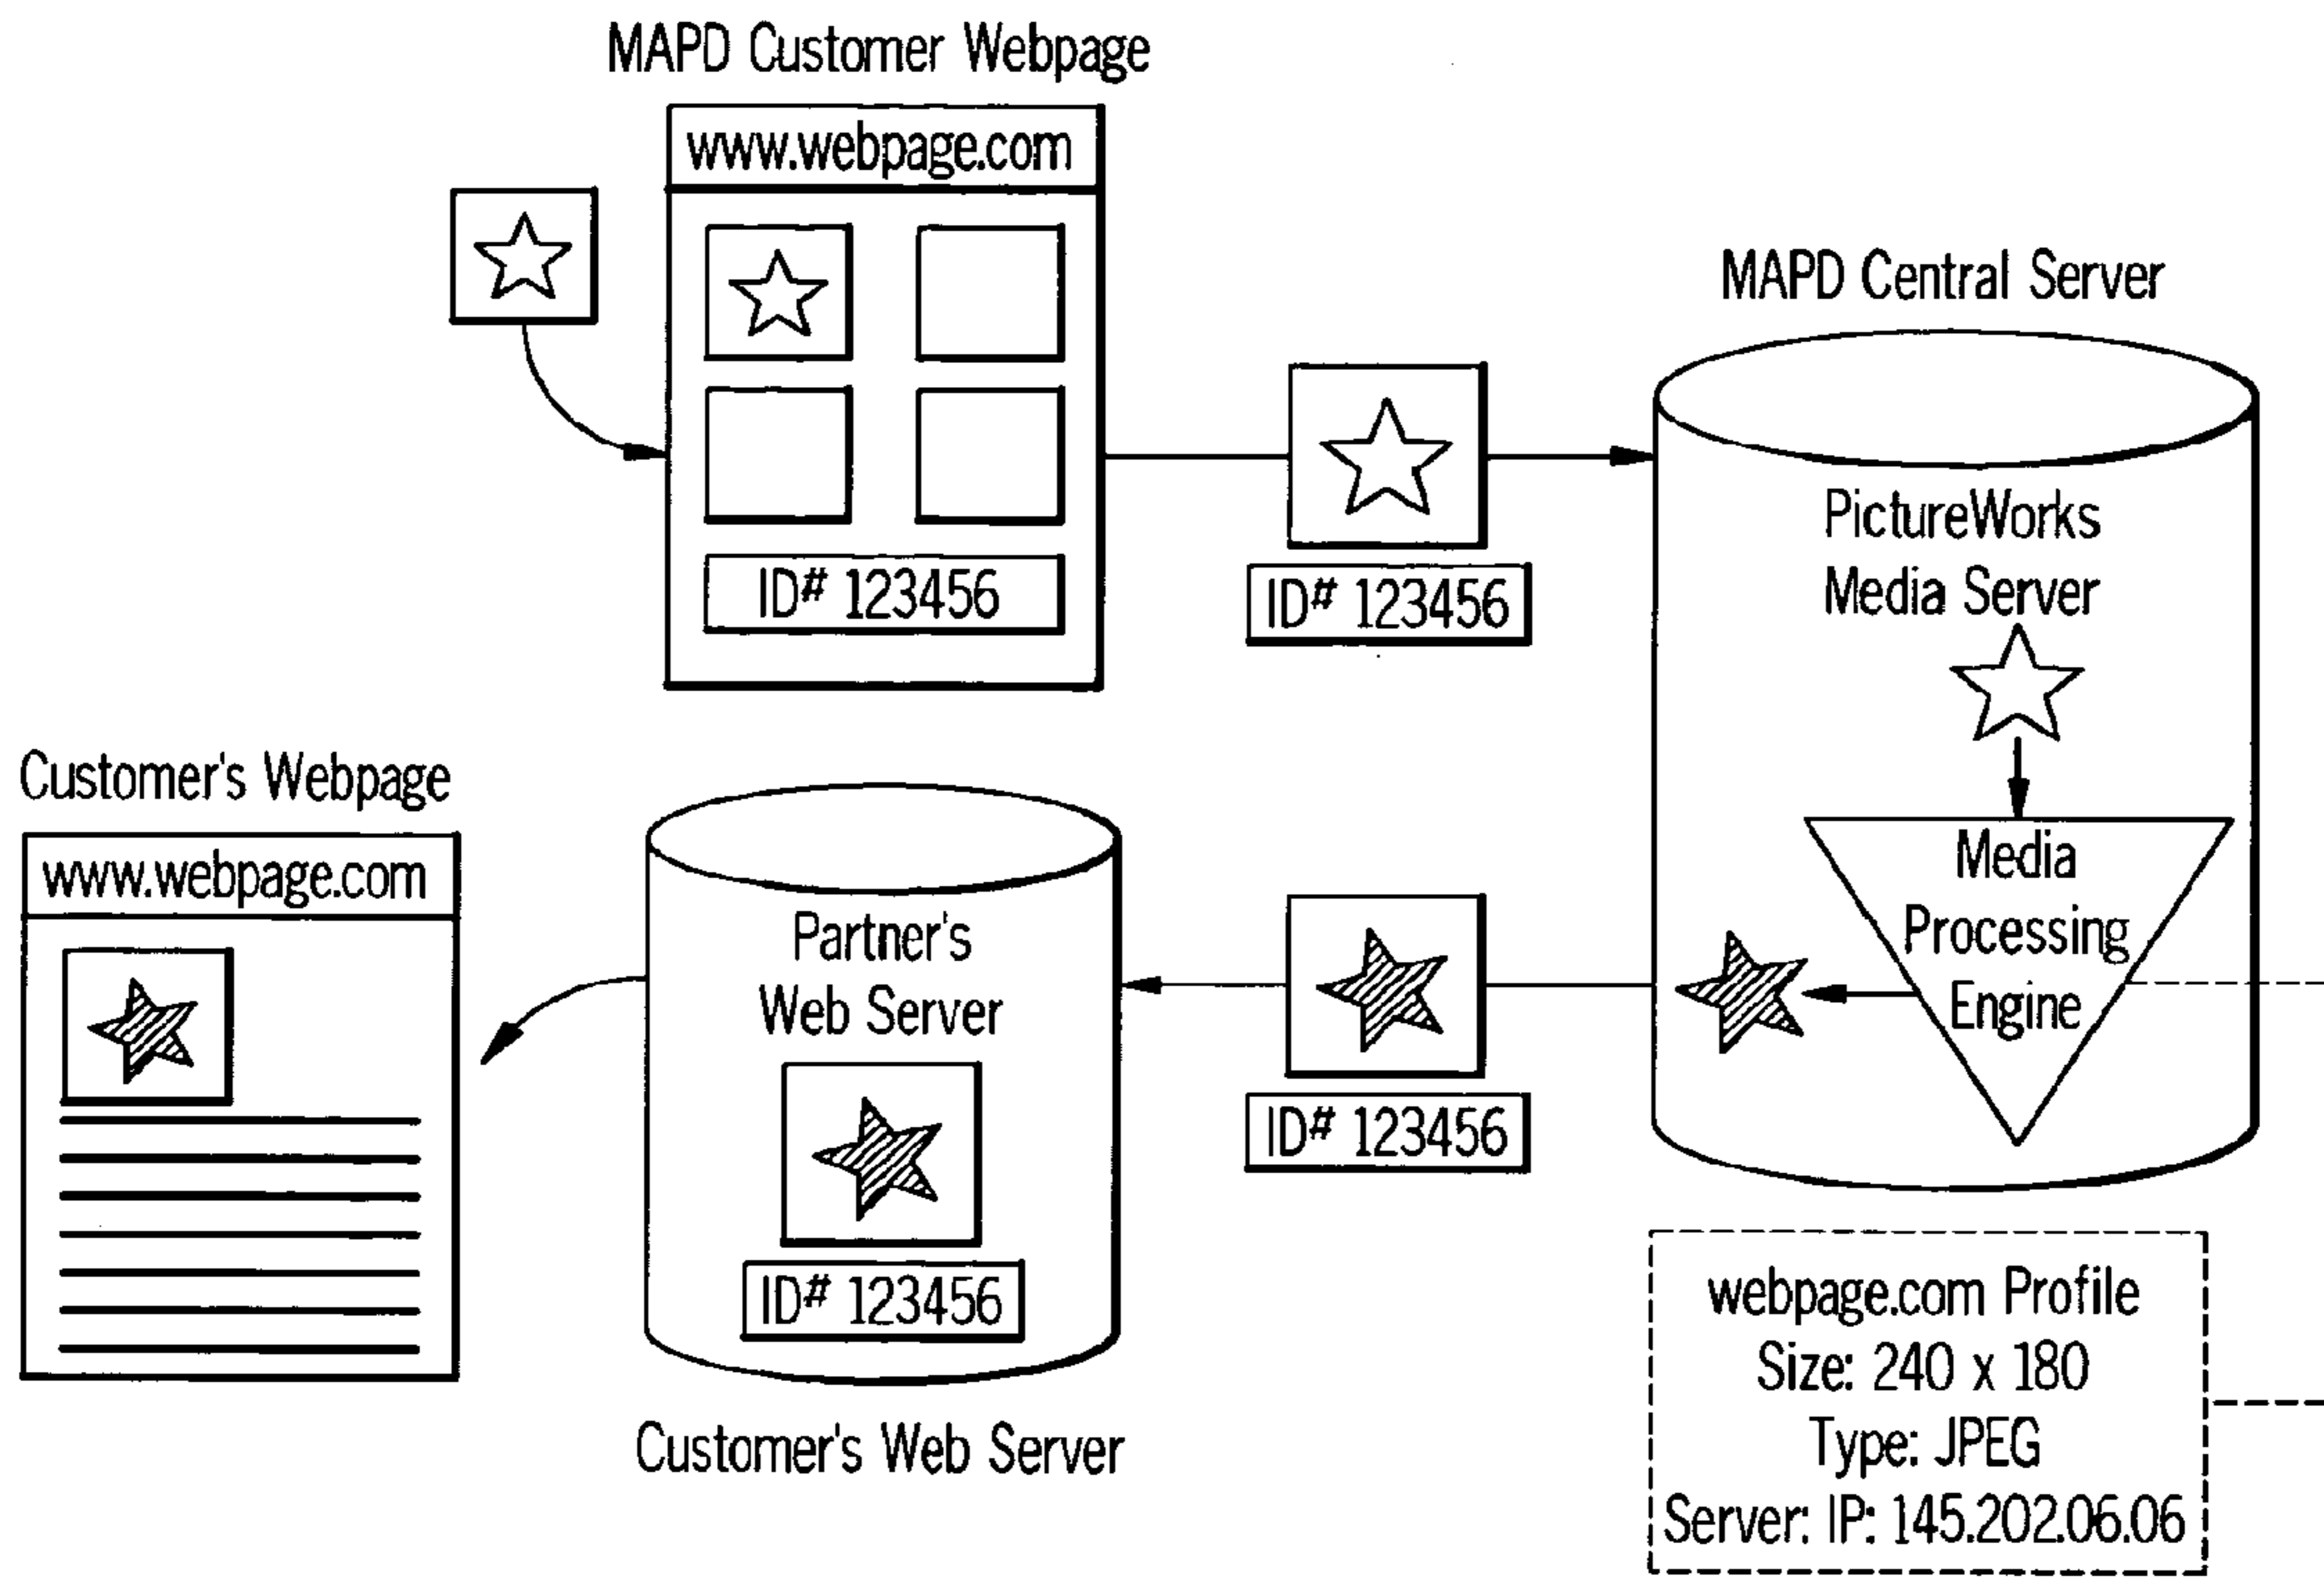 MAPD Customer Webpage
www.webpage.com
ID# 123456
ID# 123456
MAPD Central Server
PictureWorks
Media Server
Media
Processing
Engine
Customer's Webpage
www.webpage.com
Partner's
Web Server
ID# 123456
Customer's Web Server
ID# 123456
webpage.com Profile
Size: 240 x 180
Type: JPEG
Server: IP: 145.202.06.06